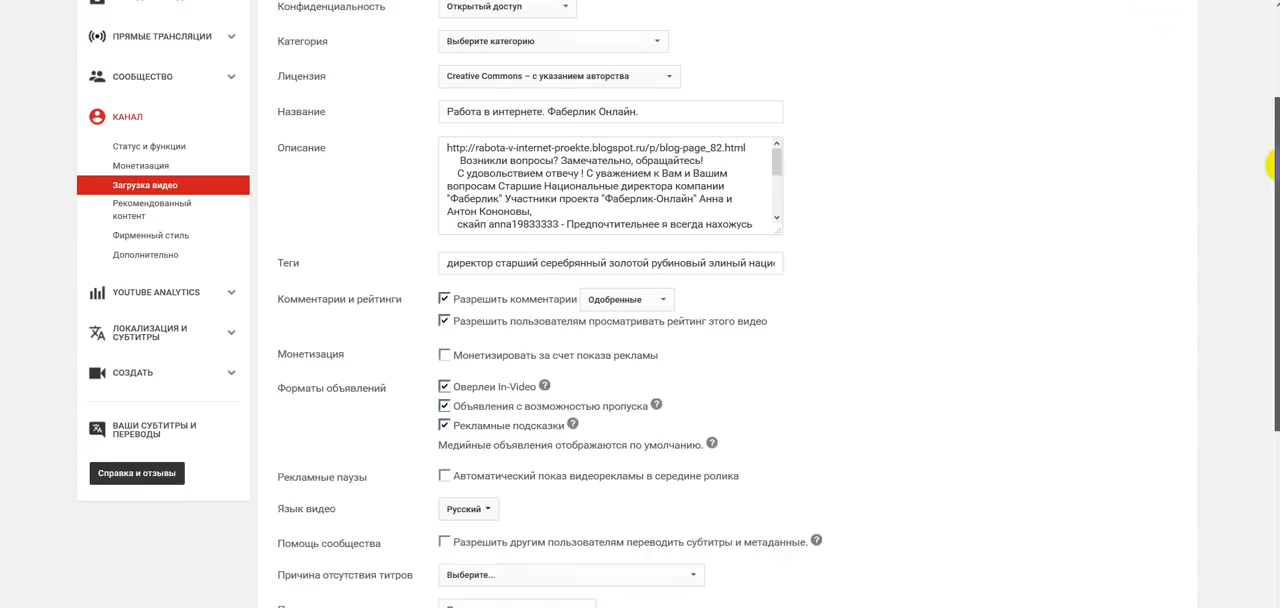 Конфиденциальность
Открытый доступ
ПРЯМЫЕ ТРАНСЛЯЦИИ
Категория
Выберите категорию
СООБЩЕСТВО
Лицензия
Creative Commons – с указанием авторства
КАНАЛ
Название
Работа в интернете. Фаберлик Онлайн.
Статус и функции
Монетизация
Загрузка видео
Рекомендованный
контент
Фирменный стиль
Дополнительно
Описание
http://rabota-v-internet-proekte.blogspot.ru/p/blog-page_82.html
Возникли вопросы? Замечательно, обращайтесь!
С удовольствием отвечу ! С уважением к Вам и Вашим
вопросам Старшие Национальные директора компании
"Фаберлик" Участники проекта "Фаберлик-Онлайн" Анна и
Антон Кононовы,
скайп anna19833333 - Предпочтительнее я всегда нахожусь
Теги
директор старший серебрянный золотой рубиновый элиный наци
YOUTUBE ANALYTICS
Комментарии и рейтинги
Разрешить комментарии
Одобренные
Разрешить пользователям просматривать рейтинг этого видео
ЛОКАЛИЗАЦИЯ И
СУБТИТРЫ
Монетизация
Монетизировать за счет показа рекламы
СОЗДАТЬ
Форматы объявлений
Оверлеи In-Video
Объявления с возможностью пропуска
Рекламные подсказки
Медийные объявления отображаются по умолчанию.
ВАШИ СУБТИТРЫ И
ПЕРЕВОДЫ
Справка и отзывы
Рекламные паузы
Автоматический показ видеорекламы в середине ролика
Язык видео
Русский
Помощь сообщества
Разрешить другим пользователям переводить субтитры и метаданные.
Причина отсутствия титров
Выберите...